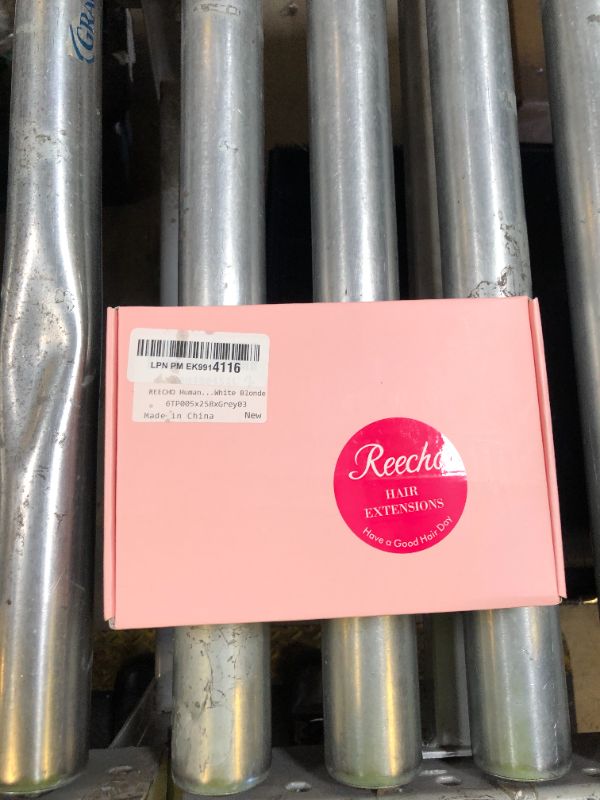 LPN PM EK9914116
REECHO Human...White Blonde
6TP005x258xGrey03
Made in China New
Reecho
HAIR
EXTENSIONS
Have a Good Hair Day